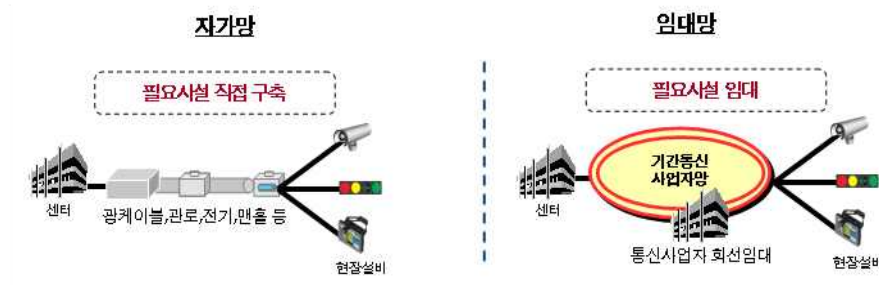 자가망
필요시설 직접 구축
센터
광케이블,관로,전기,맨홀 등
현장설비
임대망
필요시설 임대
기간통신
사업자망
센터
통신사업자 회선임대
현장설비